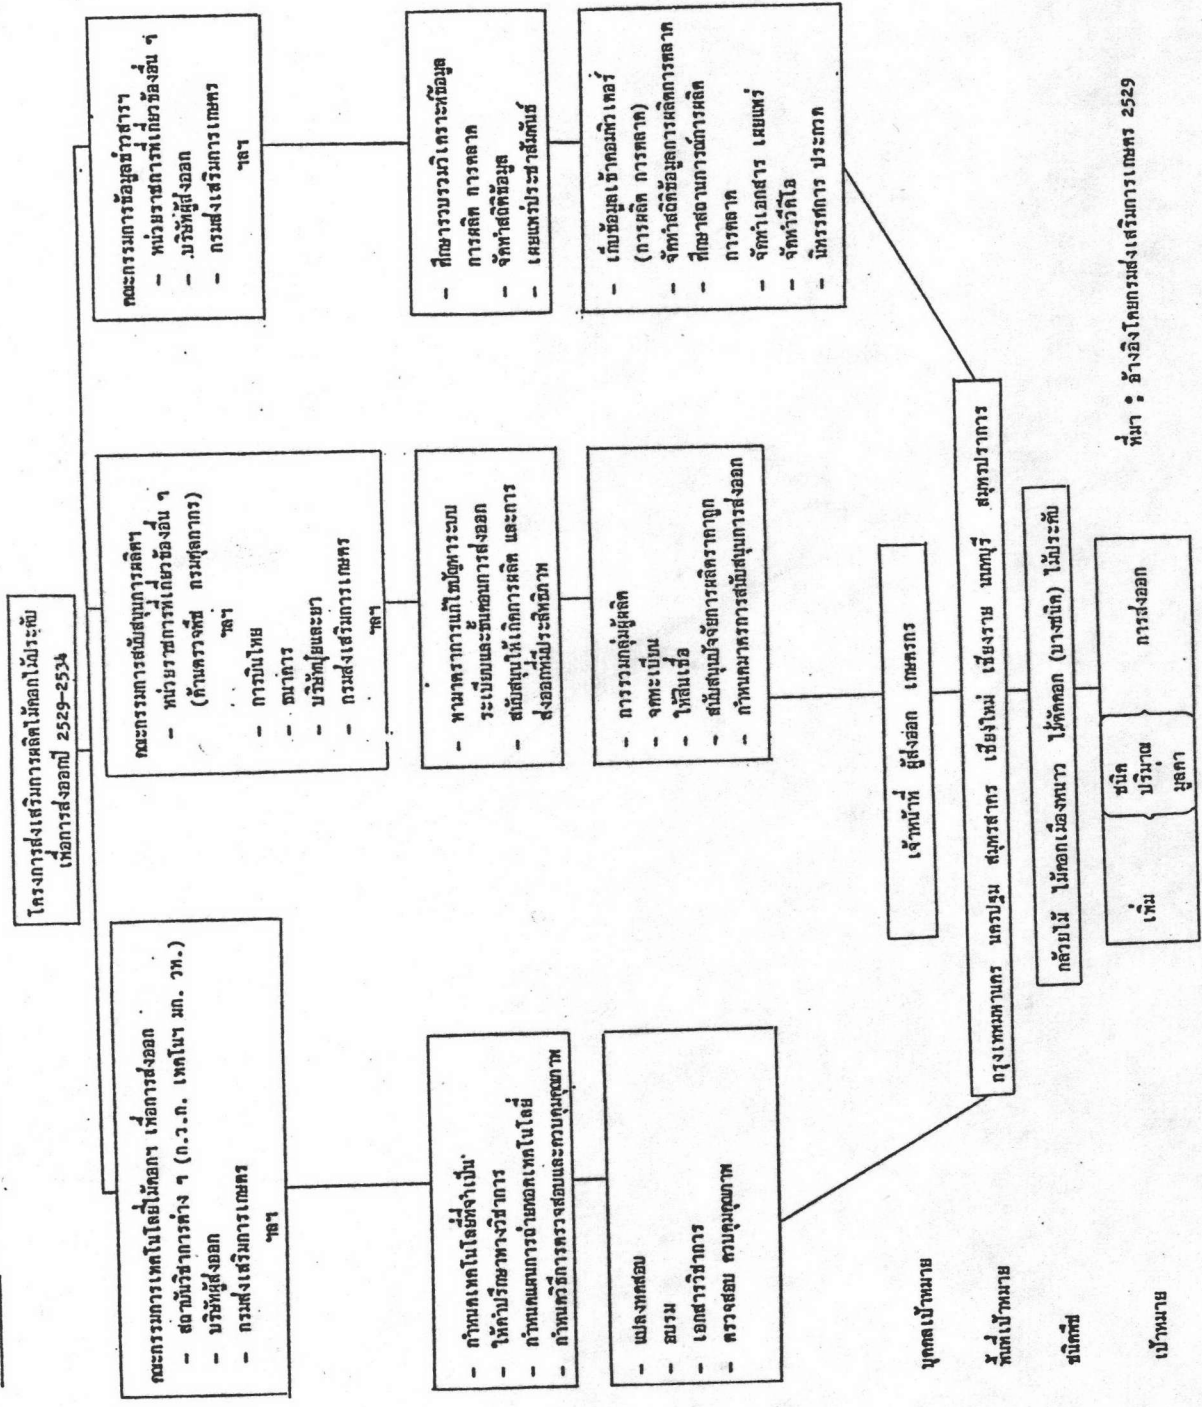 โครงการส่งเสริมการผลิตไม้ดอกไม้ประดับ
เพื่อการส่งออกปี 2529-2534
คณะกรรมการเทคโนโลยีไม้ดอกฯ เพื่อการส่งออก
- สถาบันวิชาการต่าง ๆ (ก.ว.ก. เทคโนฯ มก. วท.)
- บริษัทผู้ส่งออก
- กรมส่งเสริมการเกษตร
ฯลฯ
- กำหนดเทคโนโลยีที่จำเป็น
- ให้คำปรึกษาทางวิชาการ
- กำหนดแผนการถ่ายทอดเทคโนโลยี
- กำหนดวิธีการตรวจสอบและควบคุมคุณภาพ
- แปลงทดสอบ
- อบรม
- เอกสารวิชาการ
- ตรวจสอบ ควบคุมคุณภาพ
คณะกรรมการสนับสนุนการผลิตฯ
- หน่วยราชการที่เกี่ยวข้องอื่น ๆ
(ด้านตรวจพืช กรมศุลกากร)
ฯลฯ
- การบินไทย
- ธนาคาร
- บริษัทปุ๋ยและยา
- กรมส่งเสริมการเกษตร
ฯลฯ
- หามาตราการแก้ไขปัญหาระบบ
ระเบียบและขั้นตอนการส่งออก
- สนับสนุนให้เกิดการผลิต และการ
ส่งออกที่มีประสิทธิภาพ
- การรวมกลุ่มผู้ผลิต
- จดทะเบียน
- ให้สินเชื่อ
- สนับสนุนปัจจัยการผลิตราคาถูก
- กำหนดมาตรการสนับสนุนการส่งออก
คณะกรรมการข้อมูลข่าวสารฯ
- หน่วยราชการที่เกี่ยวข้องอื่น ๆ
- บริษัทผู้ส่งออก
- กรมส่งเสริมการเกษตร
ฯลฯ
- ศึกษารวบรวมวิเคราะห์ข้อมูล
การผลิต การตลาด
- จัดทำสถิติข้อมูล
- เผยแพร่ประชาสัมพันธ์
- เก็บข้อมูลเข้าคอมพิวเตอร์
(การผลิต การตลาด)
- จัดทำสถิติข้อมูลการผลิตการตลาด
- ศึกษาสถานการณ์การผลิต
การตลาด
- จัดทำเอกสาร เผยแพร่
- จัดทำวีดีโอ
- นิทรรศการ ประกวด
บุคคลเป้าหมาย
เจ้าหน้าที่ ผู้ส่งออก เกษตรกร
พื้นที่เป้าหมาย
กรุงเทพมหานคร นครปฐม สมุทรสาคร เชียงใหม่ เชียงราย นนทบุรี สมุทรปราการ
ชนิดพืช
กล้วยไม้ ไม้ดอกเมืองหนาว ไม้ตัดดอก (บางชนิด) ไม้ประดับ
เป้าหมาย
เพิ่ม
ชนิด
ปริมาณ
มูลค่า
การส่งออก
ที่มา : อ้างอิงโดยกรมส่งเสริมการเกษตร 2529